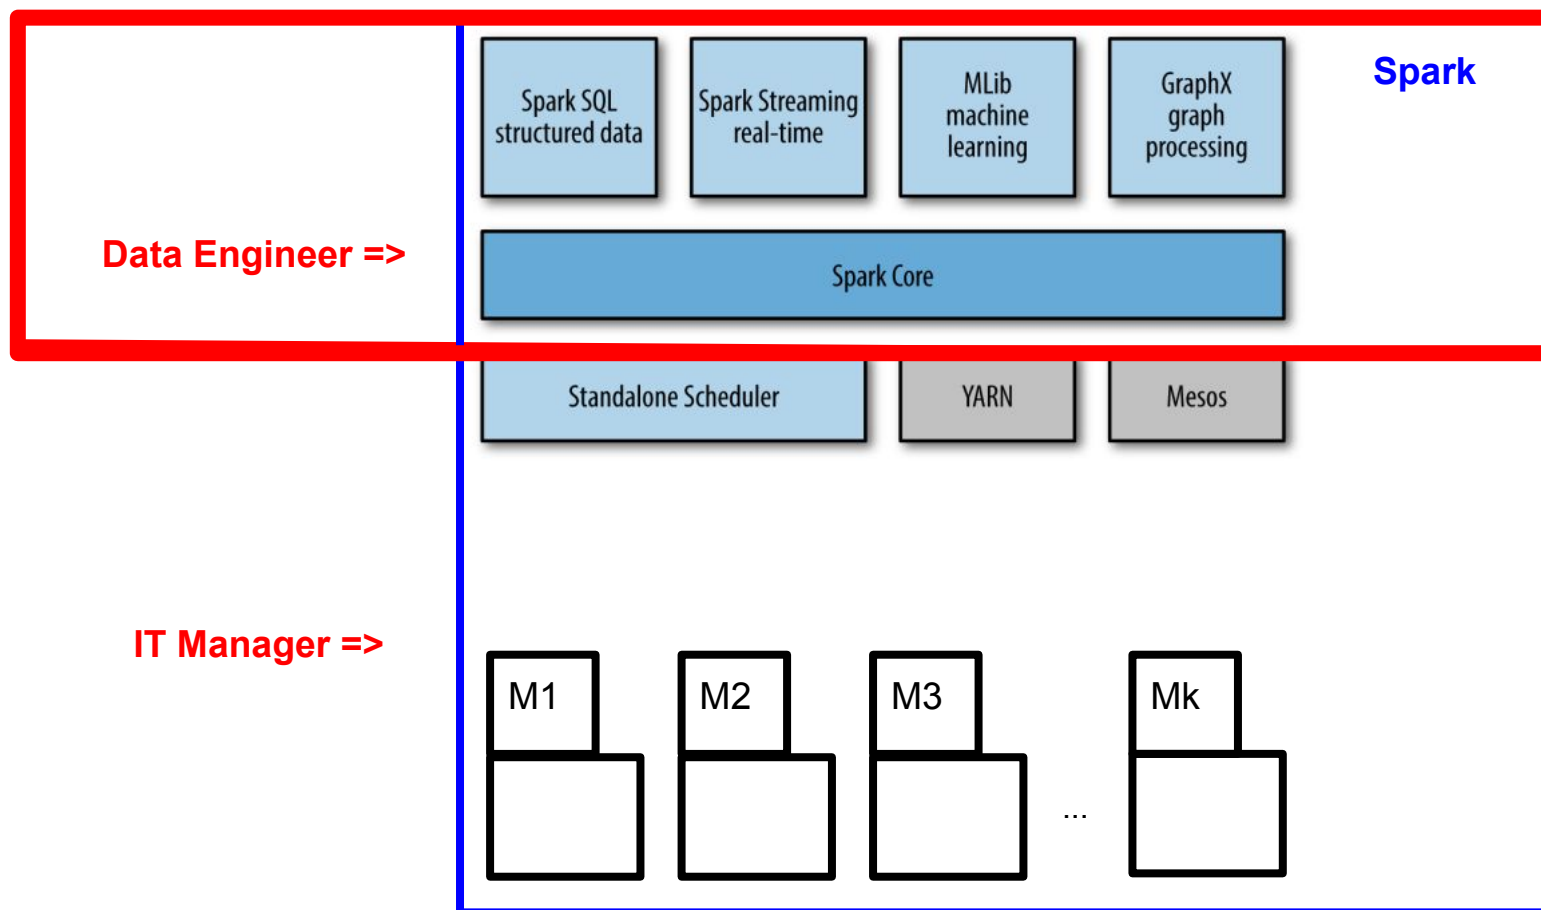 Spark SQL
structured data
Spark Streaming
real-time
MLib
machine
learning
GraphX
graph
processing
Spark
Data Engineer =>
Spark Core
Standalone Scheduler
YARN
Mesos
IT Manager =>
M1
M2
M3
Mk
...